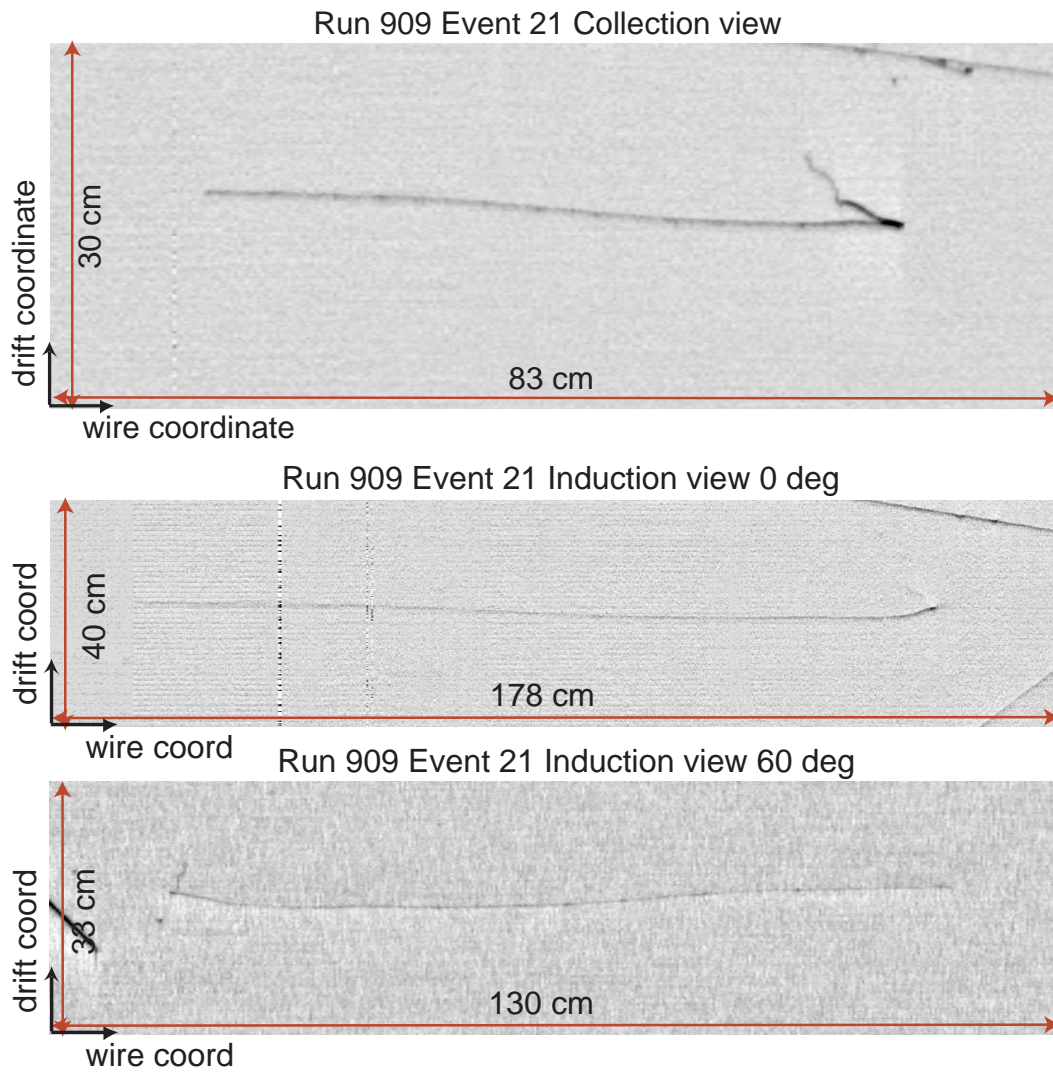 Run 909 Event 21 Collection view
drift coordinate
30 cm
83 cm
wire coordinate
Run 909 Event 21 Induction view 0 deg
drift coord
40 cm
178 cm
wire coord
Run 909 Event 21 Induction view 60 deg
drift coord
33 cm
130 cm
wire coord